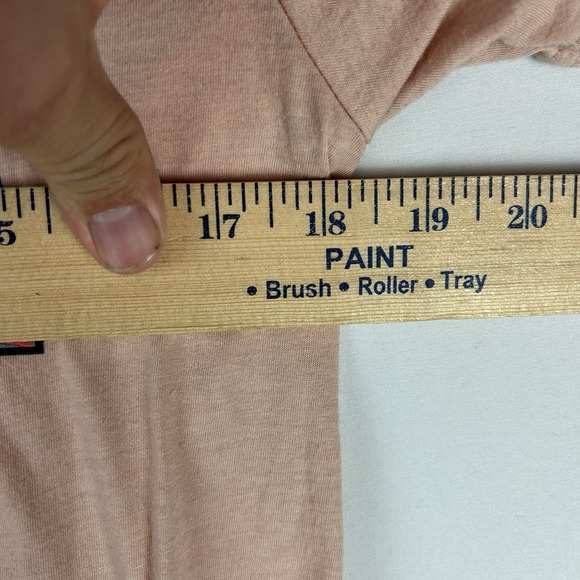 5 17 18 19 20
PAINT
• Brush • Roller • Tray